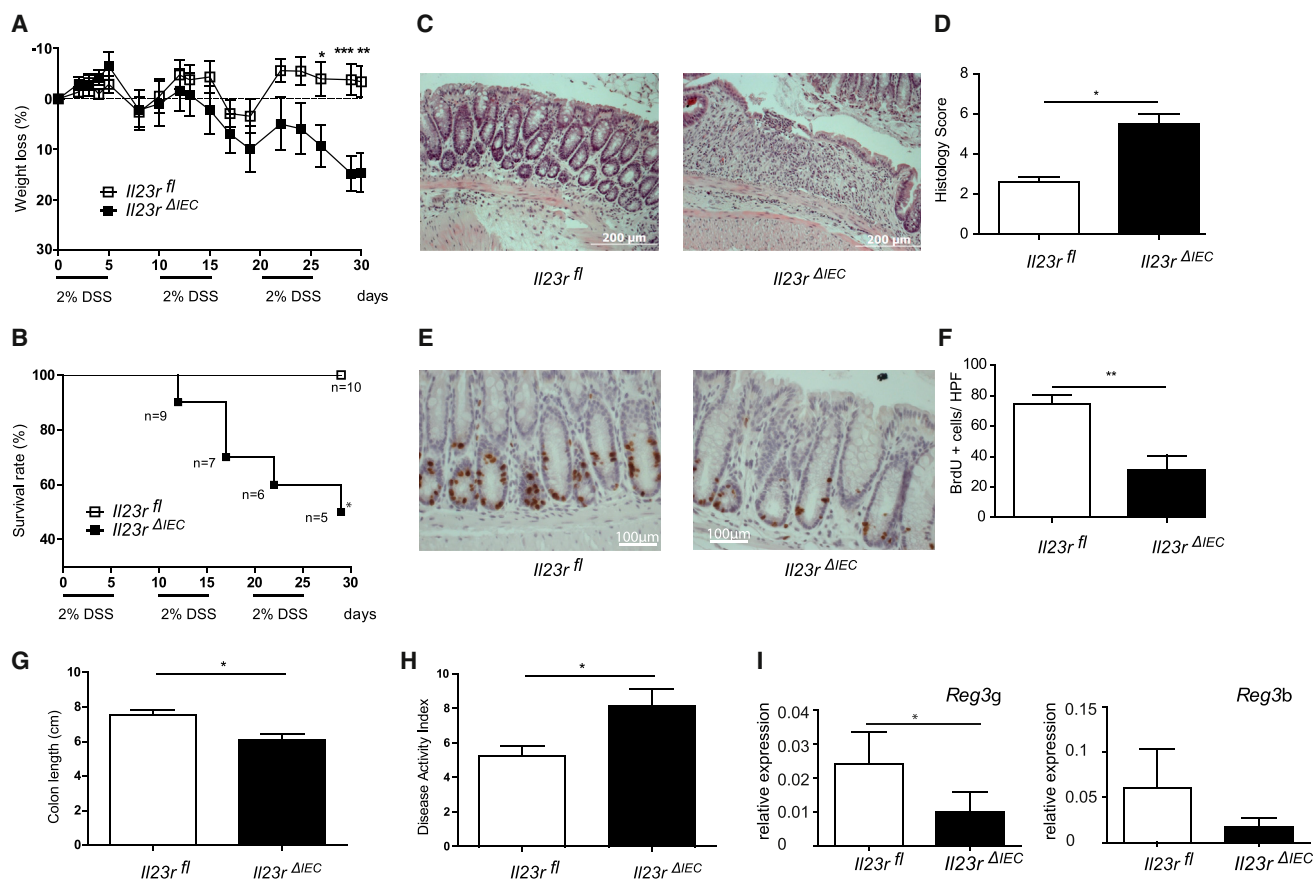 A
-10
0
10
20
30
Weight loss (%)
* *** **
Il23r fl
Il23r ΔIEC
0 5 10 15 20 25 30
2% DSS 2% DSS 2% DSS days
B
100
80
60
40
Survival rate (%)
n=10
n=9
n=7
n=6
n=5 *
Il23r fl
Il23r ΔIEC
0 5 10 15 20 25 30
2% DSS 2% DSS 2% DSS days
C
200 µm
200 µm
Il23r fl
Il23r ΔIEC
D
8
6
4
2
0
Histology Score
*
Il23r fl
Il23r ΔIEC
E
100µm
100µm
Il23r fl
Il23r ΔIEC
F
100
80
60
40
20
0
BrdU + cells/ HPF
**
Il23r fl
Il23r ΔIEC
G
10
8
6
4
2
0
Colon length (cm)
*
Il23r fl
Il23r ΔIEC
H
10
8
6
4
2
0
Disease Activity Index
*
Il23r fl
Il23r ΔIEC
I
Reg3g
0.04
0.03
0.02
0.01
0
relative expression
*
Il23r fl
Il23r ΔIEC
Reg3b
0.15
0.1
0.05
0
relative expression
Il23r fl
Il23r ΔIEC